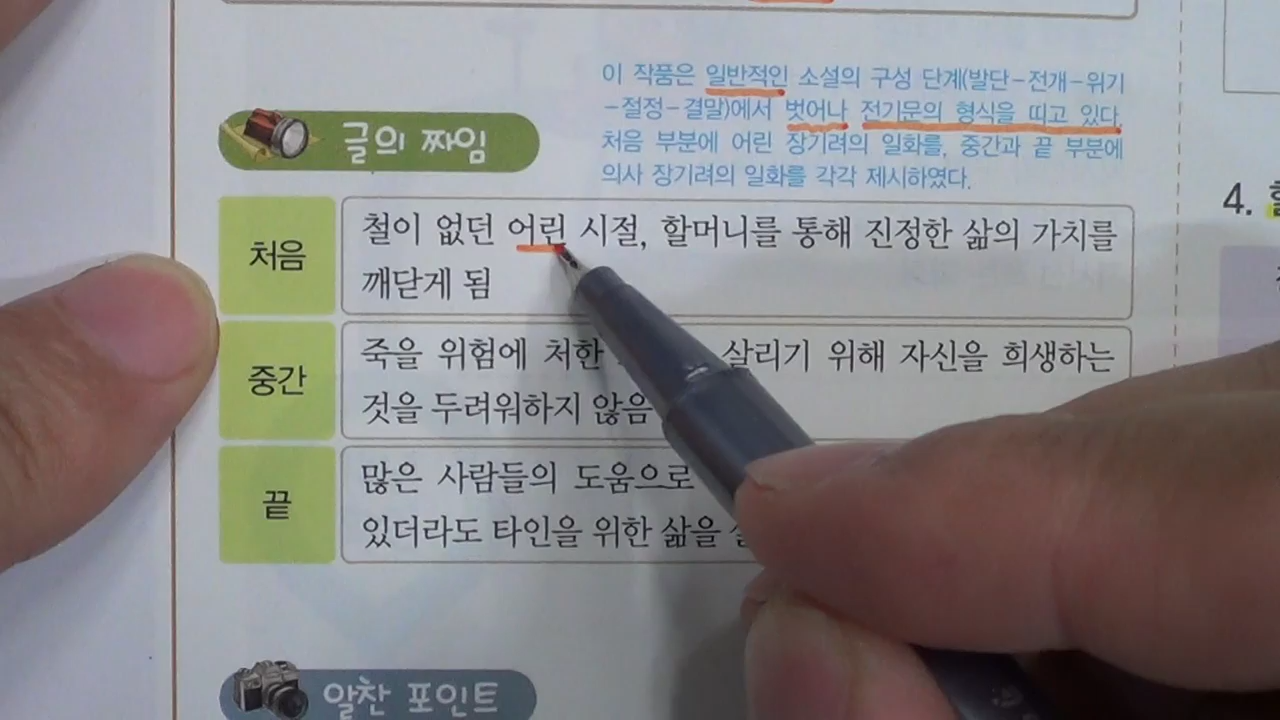 이 작품은 일반적인 소설의 구성 단계(발단-전개-위기
-절정-결말)에서 벗어나 전기문의 형식을 띠고 있다.
처음 부분에 어린 장기려의 일화를, 중간과 끝 부분에
의사 장기려의 일화를 각각 제시하였다.
글의 짜임
처음
철이 없던 어린 시절, 할머니를 통해 진정한 삶의 가치를
깨닫게 됨
중간
죽을 위험에 처한 살리기 위해 자신을 희생하는
것을 두려워하지 않음
끝
많은 사람들의 도움으로
있더라도 타인을 위한 삶을
알찬 포인트
4.